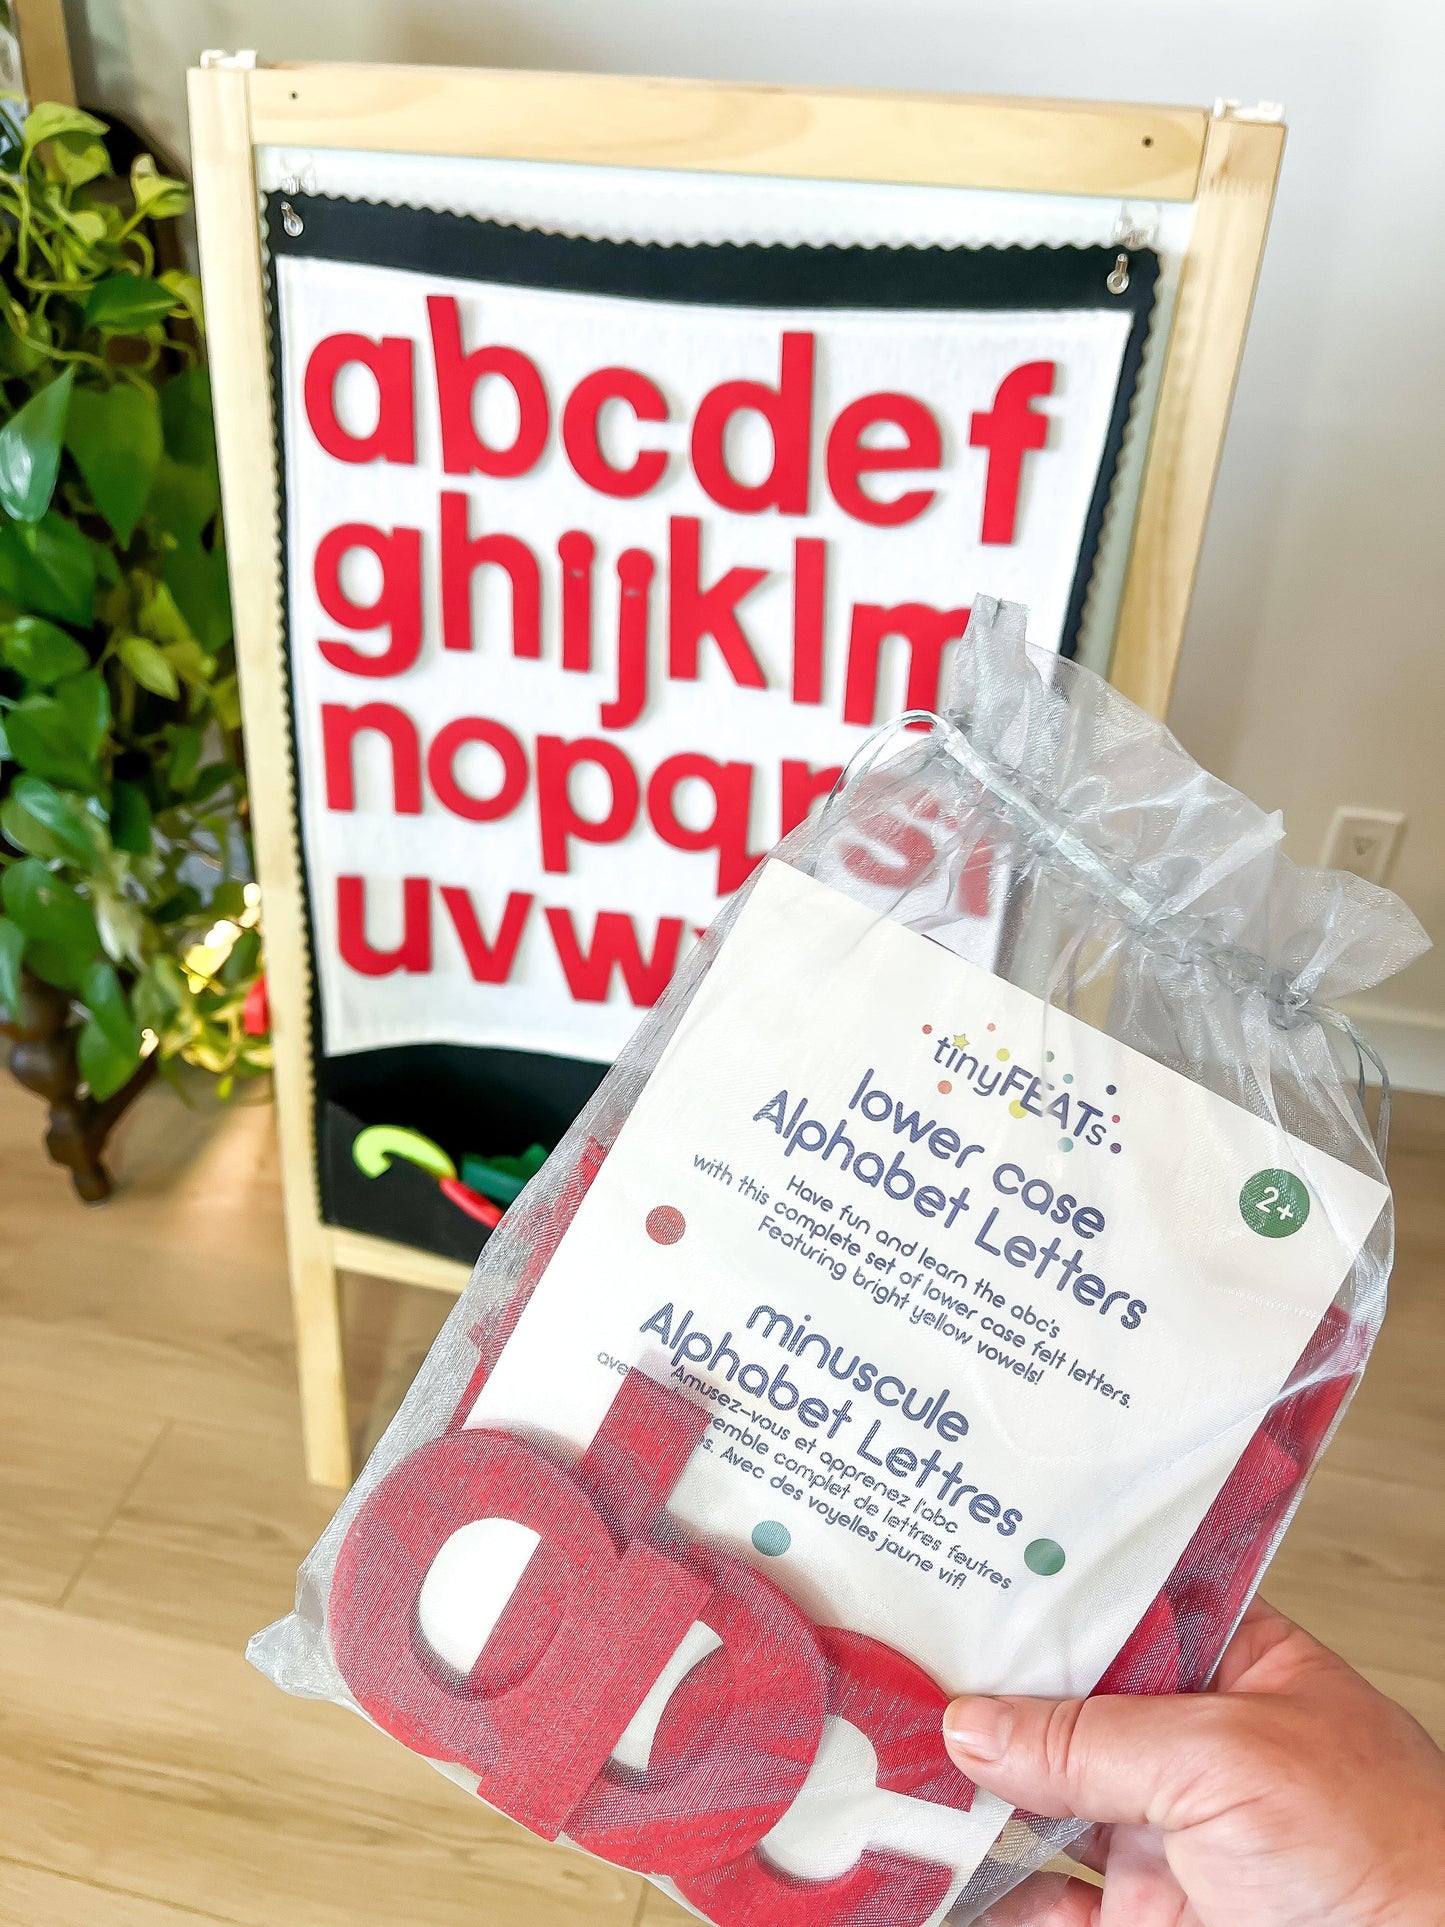 abcdef
ghijklm
nopqrs
uvw
tinyFEATs
lower case
Alphabet Letters
Have fun and learn the abc's
with this complete set of lower case felt letters.
Featuring bright yellow vowels!
2+
minuscule
Alphabet Lettres
Amusez-vous et apprenez l'abc
complet de lettres feutres
Avec des voyelles jaune vif!